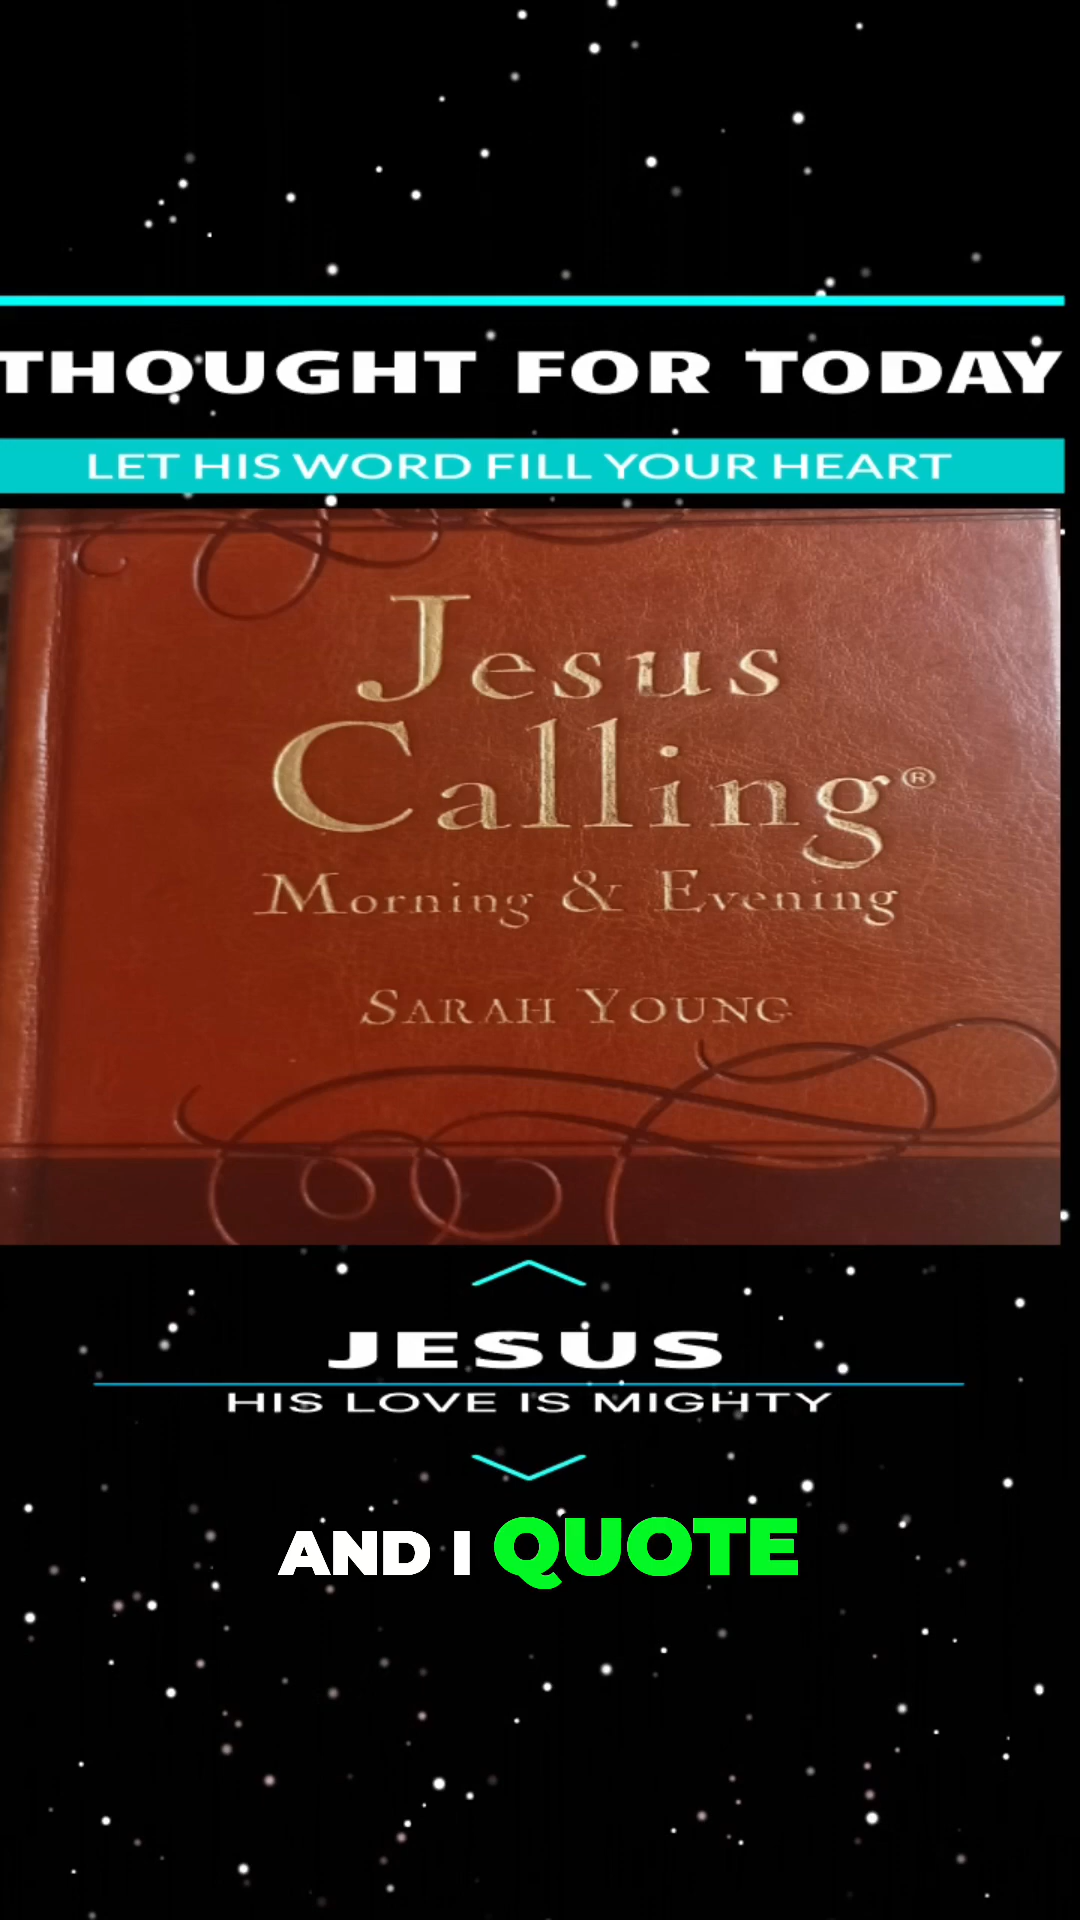 THOUGHT FOR TODAY
LET HIS WORD FILL YOUR HEART
Jesus
Calling®
Morning & Evening
SARAH YOUNG
JESUS
HIS LOVE IS MIGHTY
AND I QUOTE